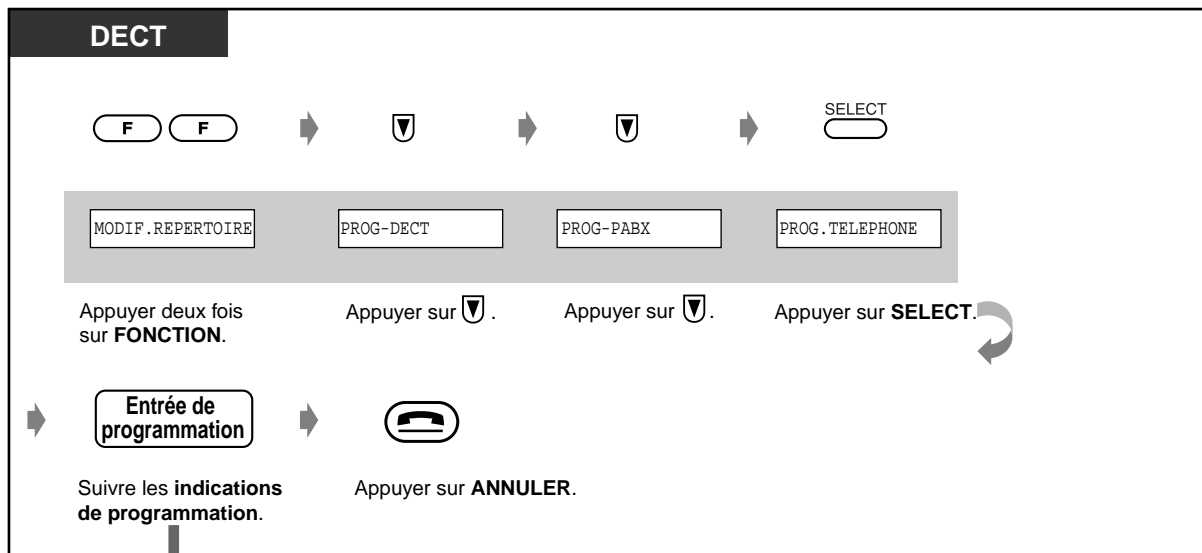 DECT
F F SELECT
MODIF.REPERTOIRE PROG-DECT PROG-PABX PROG.TELEPHONE
Appuyer deux fois
sur FONCTION.
Appuyer sur .
Appuyer sur .
Appuyer sur SELECT.
Entrée de
programmation
Suivre les indications
de programmation.
Appuyer sur ANNULER.